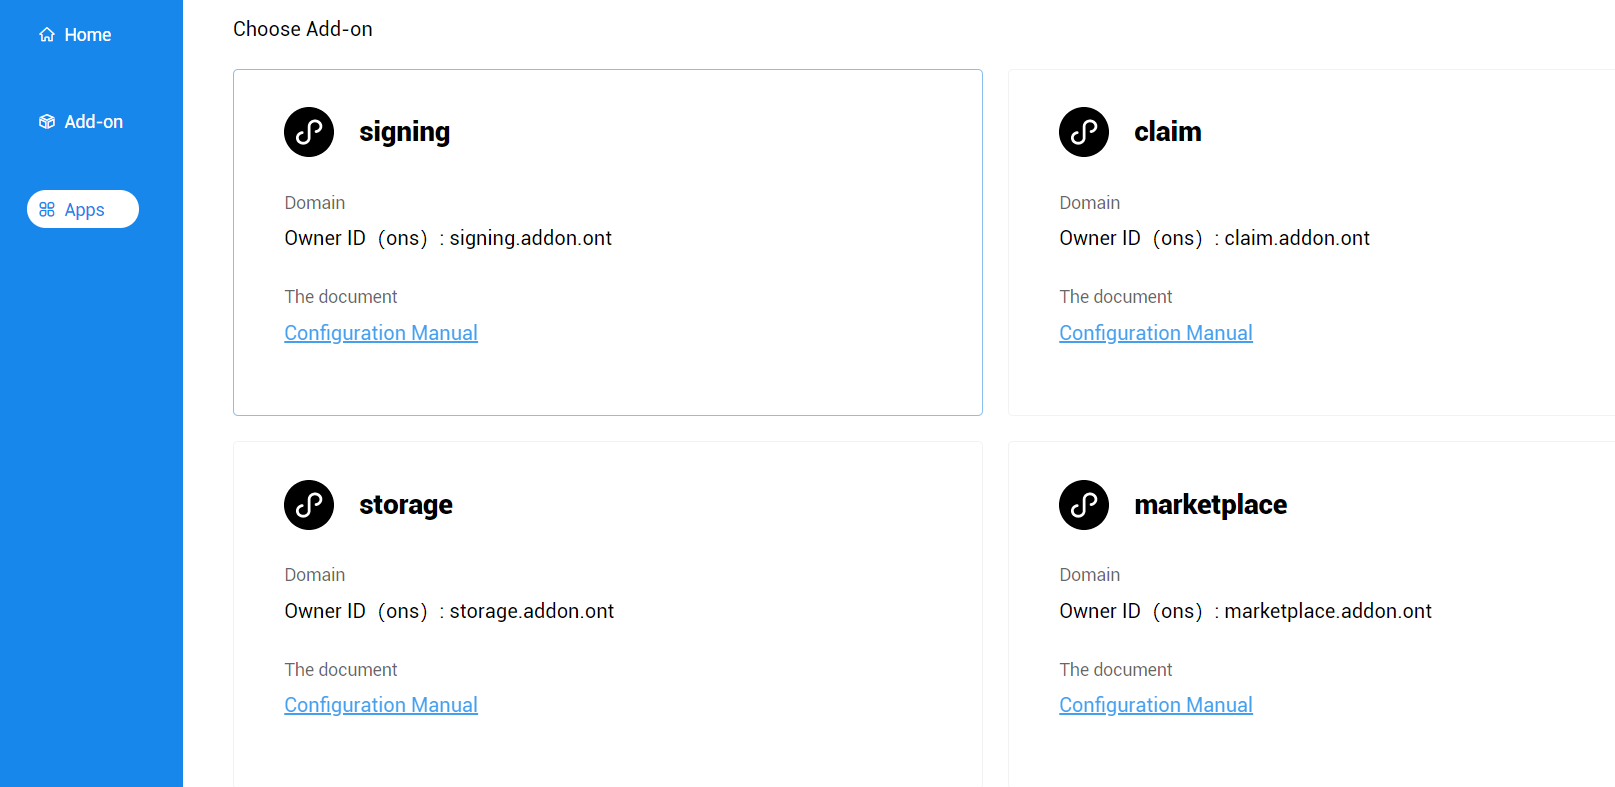 Home
Add-on
Apps
Choose Add-on
signing
Domain
Owner ID（ons）: signing.addon.ont
The document
Configuration Manual
claim
Domain
Owner ID（ons）: claim.addon.ont
The document
Configuration Manual
storage
Domain
Owner ID（ons）: storage.addon.ont
The document
Configuration Manual
marketplace
Domain
Owner ID（ons）: marketplace.addon.ont
The document
Configuration Manual